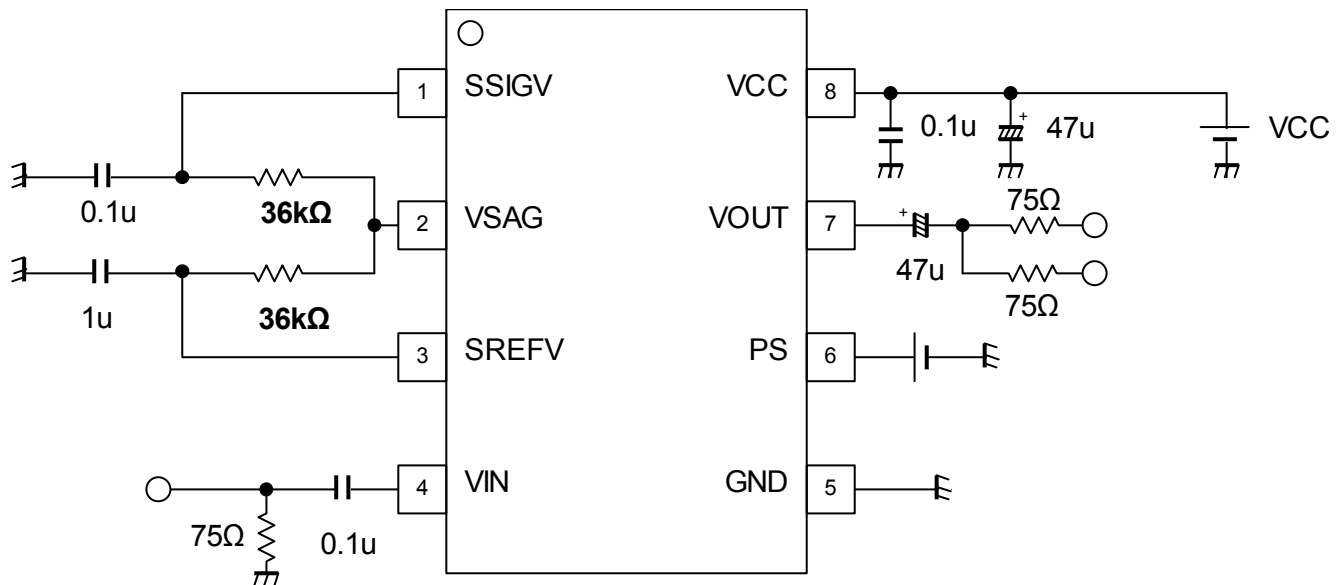 1 SSIGV VCC 8
0.1u 47u VCC
+
0.1u 36kΩ
75Ω
2 VSAG VOUT 7
+
47u
75Ω
1u 36kΩ
3 SREFV PS 6
4 VIN GND 5
75Ω 0.1u